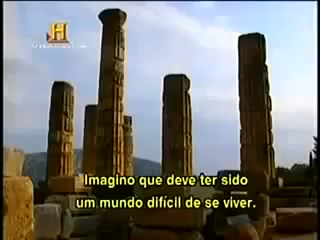 H
Imagino que deve ter sido
um mundo difícil de se viver.